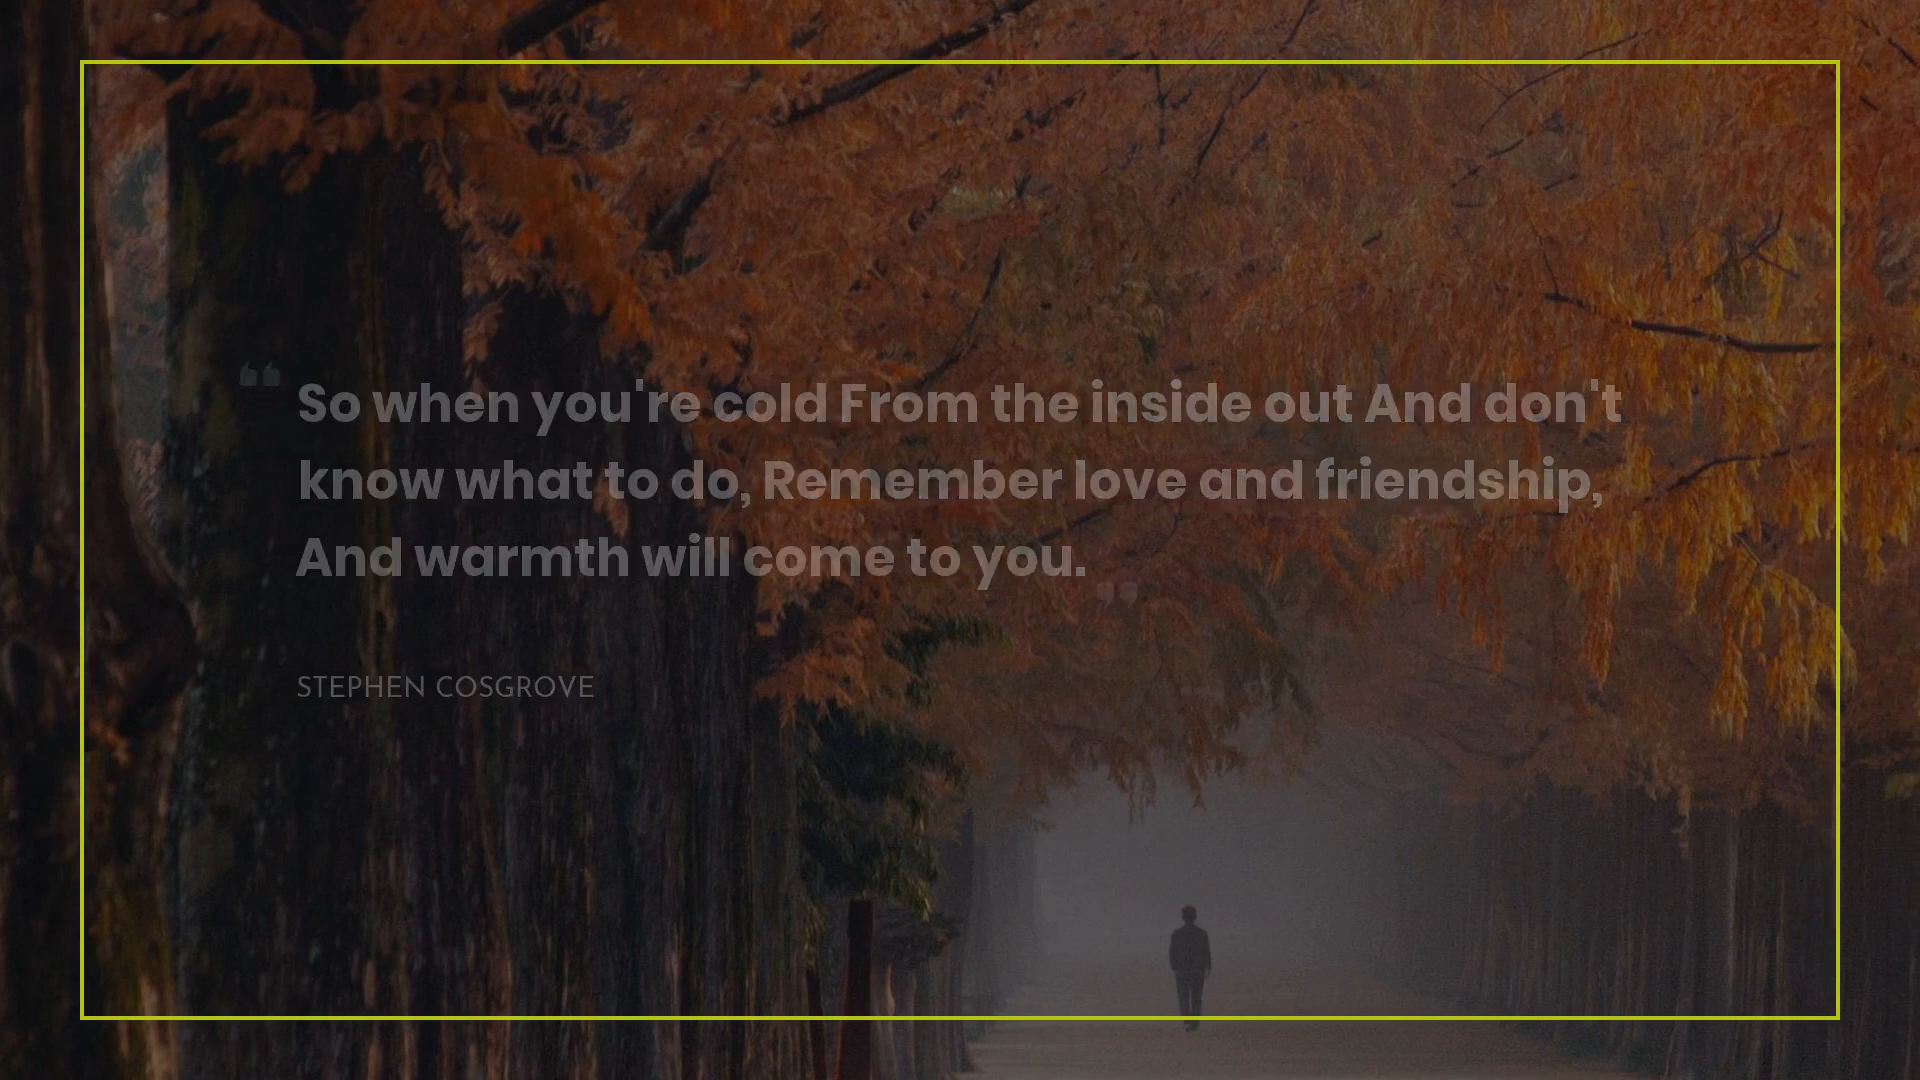 “So when you're cold From the inside out And don't
know what to do, Remember love and friendship,
And warmth will come to you.”
STEPHEN COSGROVE